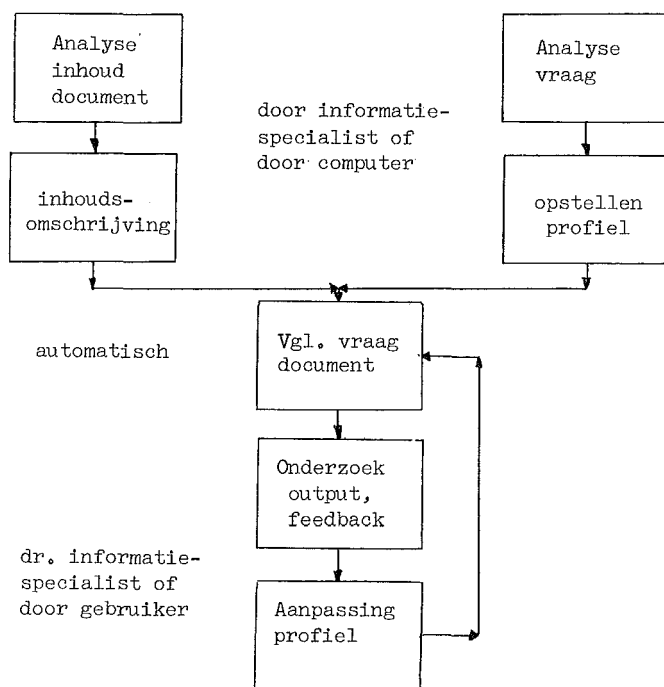 Analyse
inhoud
document
Analyse
vraag
door informatie-
specialist of
door computer
inhouds-
omschrijving
opstellen
profiel
automatisch
Vgl. vraag
document
Onderzoek
output,
feedback
dr. informatie-
specialist of
door gebruiker
Aanpassing
profiel